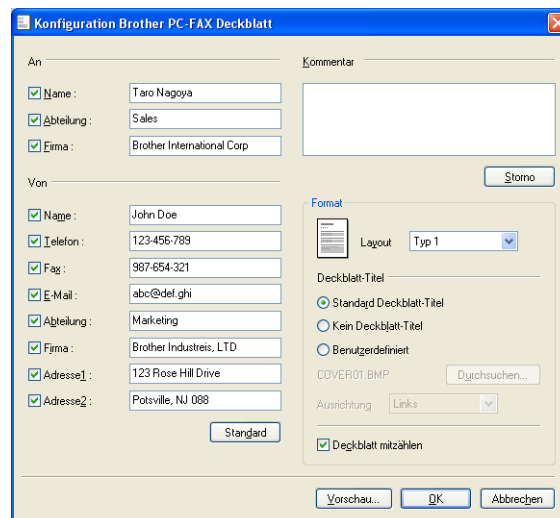 Konfiguration Brother PC-FAX Deckblatt
An
Name : Taro Nagoya
Abteilung : Sales
Firma : Brother International Corp
Von
Name : John Doe
Telefon : 123-456-789
Fax : 987-654-321
E-Mail : abc@def.ghi
Abteilung : Marketing
Firma : Brother Industreis, LTD
Adresse1 : 123 Rose Hill Drive
Adresse2 : Potsville, NJ 088
Standard
Kommentar
Storno
Format
Layout Typ 1
Deckblatt-Titel
Standard Deckblatt-Titel
Kein Deckblatt-Titel
Benutzerdefiniert
COVER01.BMP Durchsuchen...
Ausrichtung Links
Deckblatt mitzählen
Vorschau... OK Abbrechen